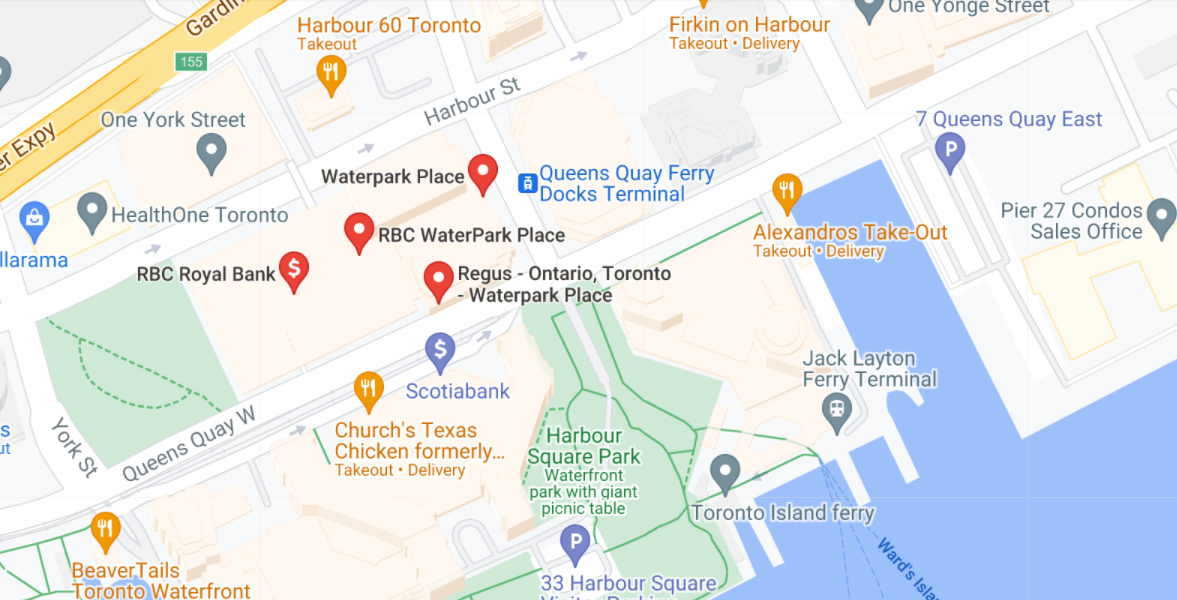 Gardin
One Yonge Street
Harbour 60 Toronto
Takeout
Firkin on Harbour
Takeout • Delivery
155
Harbour St
One York Street
er Expy
7 Queens Quay East
P
Waterpark Place
Queens Quay Ferry
Docks Terminal
HealthOne Toronto
llarama
RBC WaterPark Place
Alexandros Take-Out
Takeout • Delivery
Pier 27 Condos
Sales Office
RBC Royal Bank
$
Regus - Ontario, Toronto
- Waterpark Place
$
Scotiabank
Jack Layton
Ferry Terminal
York St
Queens Quay W
s
ut
Church's Texas
Chicken formerly...
Takeout • Delivery
Harbour
Square Park
Waterfront
park with giant
picnic table
Toronto Island ferry
BeaverTails
Toronto Waterfront
P
33 Harbour Square
Ward's Isla